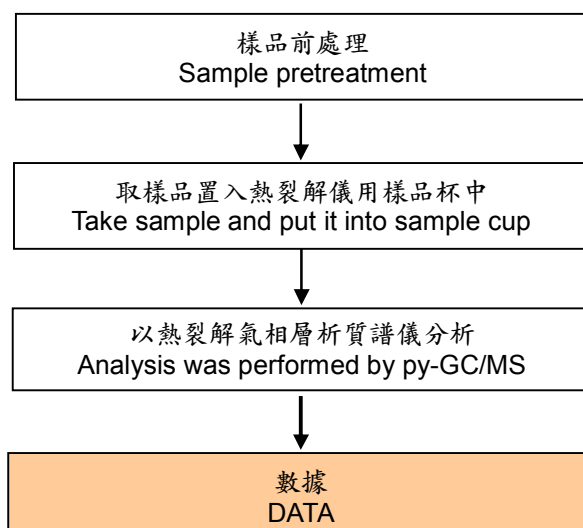 樣品前處理
Sample pretreatment
取樣品置入熱裂解儀用樣品杯中
Take sample and put it into sample cup
以熱裂解氣相層析質譜儀分析
Analysis was performed by py-GC/MS
數據
DATA